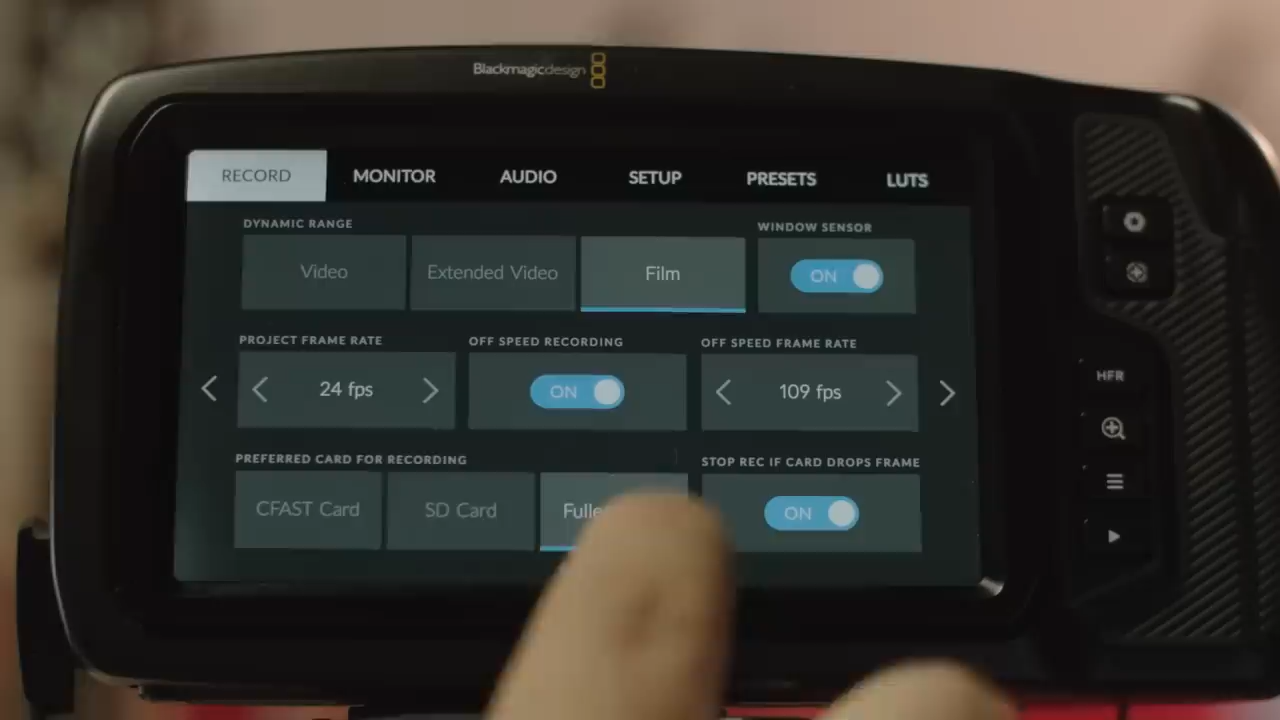 Blackmagicdesign
RECORD MONITOR AUDIO SETUP PRESETS LUTS
DYNAMIC RANGE WINDOW SENSOR
Video Extended Video Film ON
PROJECT FRAME RATE OFF SPEED RECORDING OFF SPEED FRAME RATE
24 fps ON 109 fps
PREFERRED CARD FOR RECORDING STOP REC IF CARD DROPS FRAME
CFAST Card SD Card ON
HFR